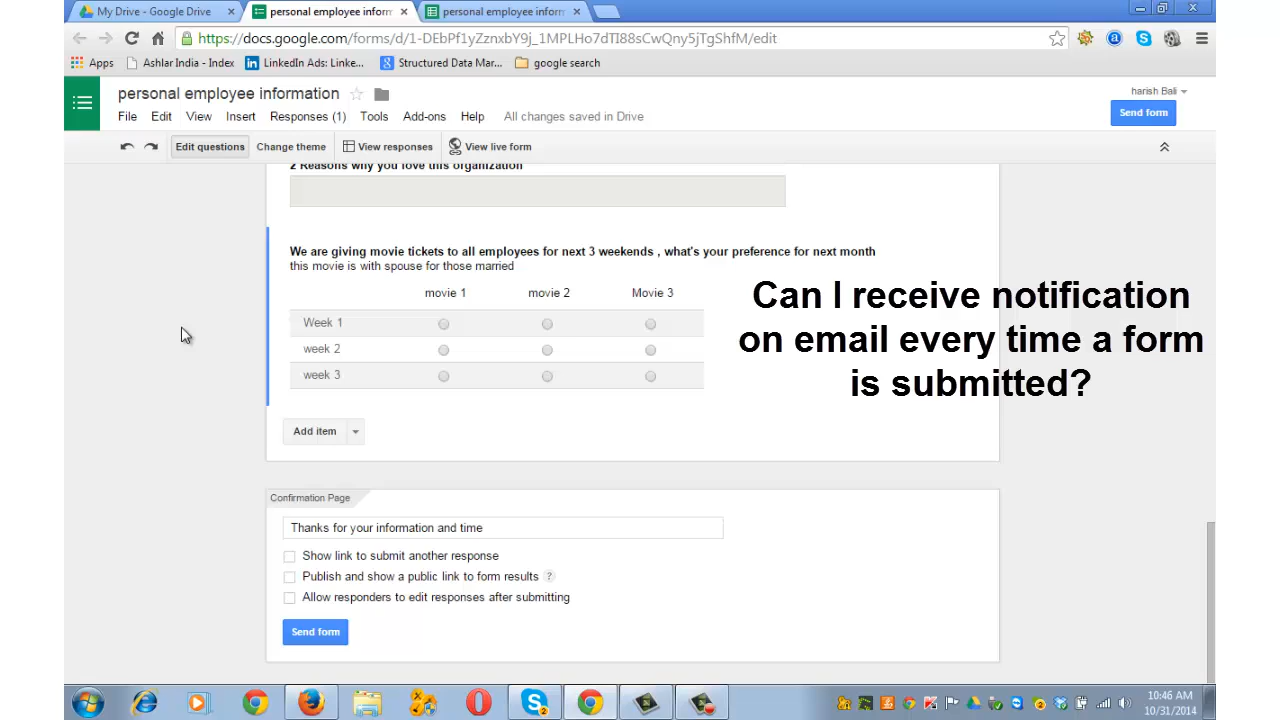 My Drive - Google Drive
personal employee inform
personal employee inform
https://docs.google.com/forms/d/1-DEbPf1yZznxbY9j_1MPLHo7dTI88sCwQny5jTgShfM/edit
Apps
Ashlar India - Index
LinkedIn Ads: Linke...
Structured Data Mar...
google search
personal employee information
harish Bali
File Edit View Insert Responses (1) Tools Add-ons Help All changes saved in Drive
Send form
Edit questions Change theme View responses View live form
2 Reasons why you love this organization
We are giving movie tickets to all employees for next 3 weekends , what's your preference for next month
this movie is with spouse for those married
movie 1 movie 2 Movie 3
Week 1
week 2
week 3
Can I receive notification
on email every time a form
is submitted?
Add item
Confirmation Page
Thanks for your information and time
Show link to submit another response
Publish and show a public link to form results ?
Allow responders to edit responses after submitting
Send form
10:46 AM
10/31/2014